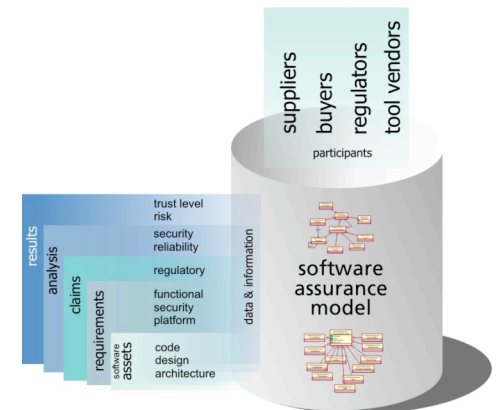 suppliers
buyers
regulators
tool vendors
participants
results
trust level
risk
analysis
security
reliability
claims
regulatory
requirements
functional
security
platform
software
assets
code
design
architecture
data & information
software
assurance
model